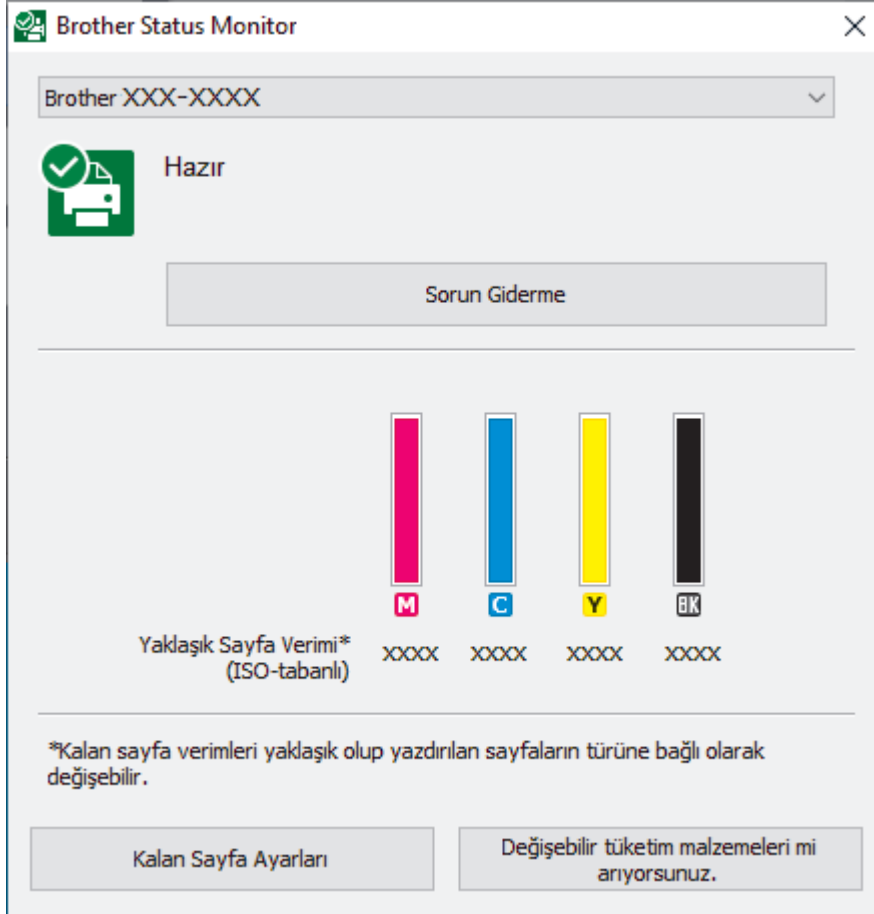 Brother Status Monitor
Brother XXX-XXXX
Hazır
Sorun Giderme
M C Y BK
Yaklaşık Sayfa Verimi* XXXX XXXX XXXX XXXX
(ISO-tabanlı)
*Kalan sayfa verimleri yaklaşık olup yazdırılan sayfaların türüne bağlı olarak
değişebilir.
Kalan Sayfa Ayarları
Değişebilir tüketim malzemeleri mi
arıyorsunuz.